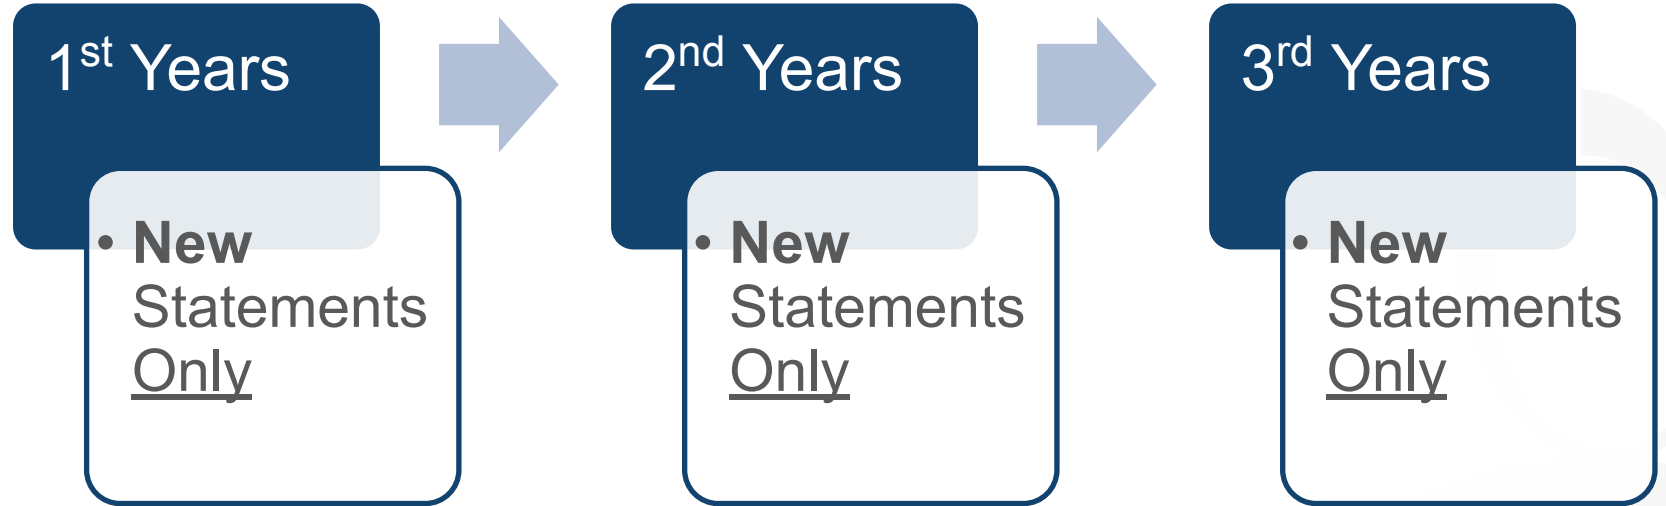 1st Years
• New
Statements
Only
2nd Years
• New
Statements
Only
3rd Years
• New
Statements
Only